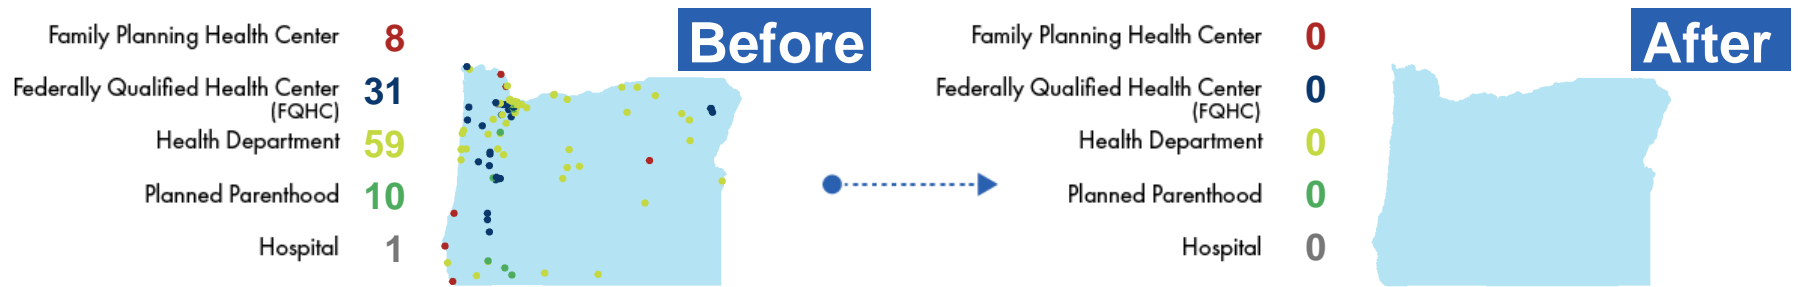 Before
Family Planning Health Center 8
Federally Qualified Health Center 31
(FQHC)
Health Department 59
Planned Parenthood 10
Hospital 1
After
Family Planning Health Center 0
Federally Qualified Health Center 0
(FQHC)
Health Department 0
Planned Parenthood 0
Hospital 0